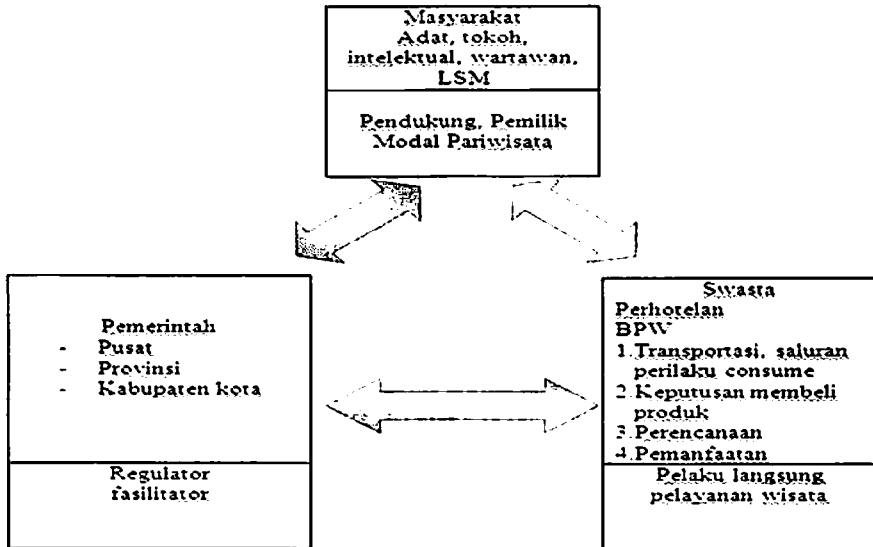 Masyarakat
Adat, tokoh,
intelektual, wartawan,
LSM
Pendukung, Pemilik
Modal Pariwisata
Pemerintah
- Pusat
- Provinsi
- Kabupaten kota
Regulator
fasilitator
Swasta
Perhotelan
BPW
1.Transportasi, saluran
perilaku consume
2.Keputusan membeli
produk
3.Perencanaan
4.Pemanfaatan
Pelaku langsung
pelayanan wisata